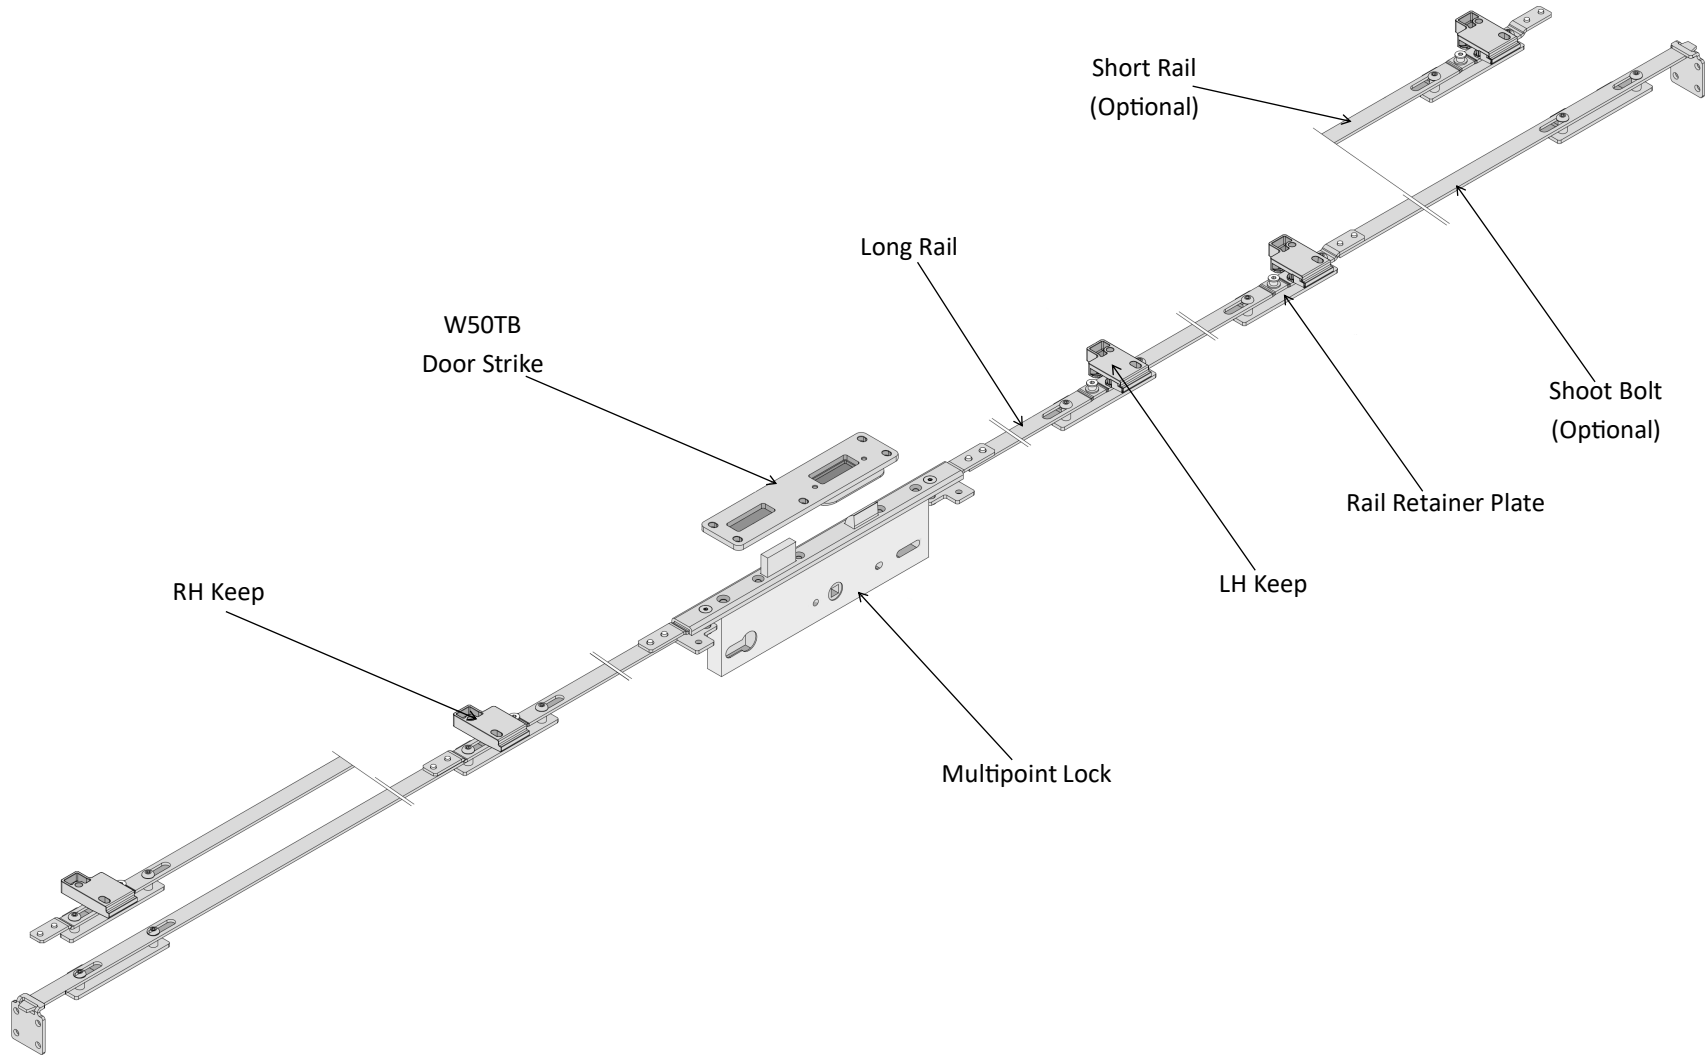 Short Rail
(Optional)
Long Rail
W50TB
Door Strike
Shoot Bolt
(Optional)
Rail Retainer Plate
RH Keep
LH Keep
Multipoint Lock